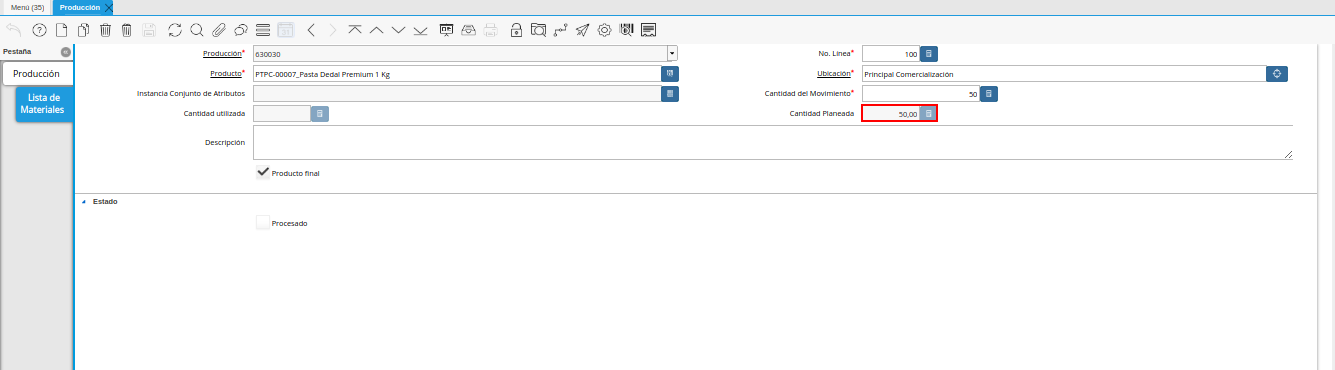 Menú (35) Producción
Pestaña
Producción
Lista de
Materiales
Producción* 630030 No. Línea* 100
Producto* PTPC-00007_Pasta Dedal Premium 1 Kg Ubicación* Principal Comercialización
Instancia Conjunto de Atributos Cantidad del Movimiento* 50
Cantidad utilizada Cantidad Planeada 50,00
Descripción
Producto final
Estado
Procesado